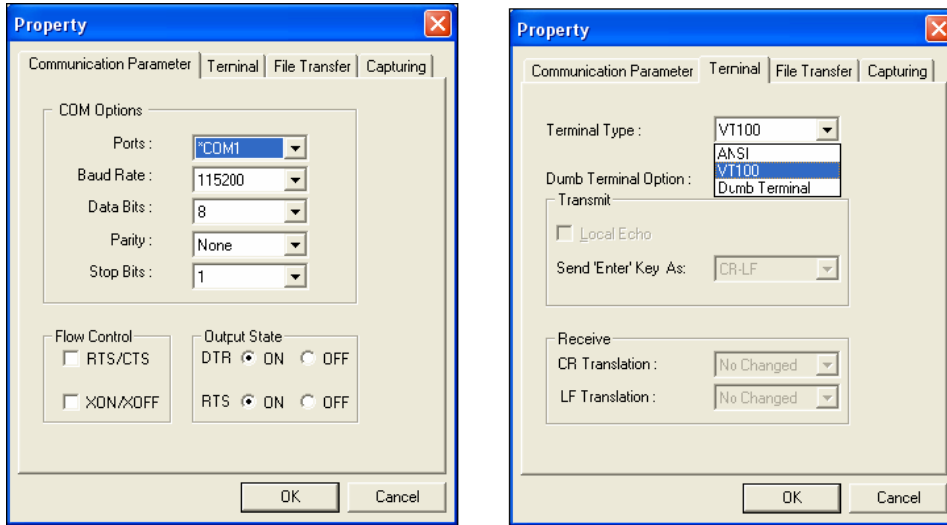 Property
Communication Parameter Terminal File Transfer Capturing
COM Options
Ports : *COM1
Baud Rate : 115200
Data Bits : 8
Parity : None
Stop Bits : 1
Flow Control
RTS/CTS
XON/XOFF
Output State
DTR ON OFF
RTS ON OFF
OK Cancel
Property
Communication Parameter Terminal File Transfer Capturing
Terminal Type : VT100
ANSI
VT100
Dumb Terminal
Dumb Terminal Option :
Transmit
Local Echo
Send 'Enter' Key As: CR-LF
Receive
CR Translation : No Changed
LF Translation : No Changed
OK Cancel